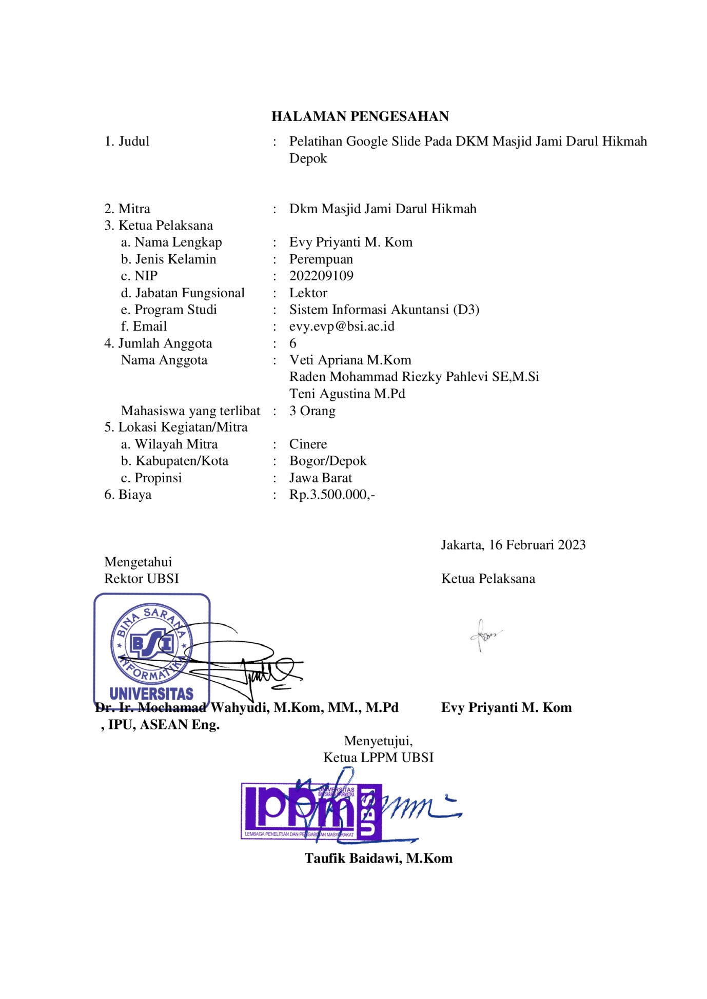 HALAMAN PENGESAHAN
1. Judul : Pelatihan Google Slide Pada DKM Masjid Jami Darul Hikmah
Depok
2. Mitra : Dkm Masjid Jami Darul Hikmah
3. Ketua Pelaksana
a. Nama Lengkap : Evy Priyanti M. Kom
b. Jenis Kelamin : Perempuan
c. NIP : 202209109
d. Jabatan Fungsional : Lektor
e. Program Studi : Sistem Informasi Akuntansi (D3)
f. Email : evy.evp@bsi.ac.id
4. Jumlah Anggota : 6
Nama Anggota : Veti Apriana M.Kom
Raden Mohammad Riezky Pahlevi SE,M.Si
Teni Agustina M.Pd
Mahasiswa yang terlibat : 3 Orang
5. Lokasi Kegiatan/Mitra
a. Wilayah Mitra : Cinere
b. Kabupaten/Kota : Bogor/Depok
c. Propinsi : Jawa Barat
6. Biaya : Rp.3.500.000,-
Jakarta, 16 Februari 2023
Mengetahui
Rektor UBSI Ketua Pelaksana
BINA SARANA
BSI
INFORMATIKA
UNIVERSITAS
Dr. Ir. Mochamad Wahyudi, M.Kom, MM., M.Pd Evy Priyanti M. Kom
, IPU, ASEAN Eng.
Menyetujui,
Ketua LPPM UBSI
UNIVERSITAS
BINA SARANA INFORMATIKA
lppm UBSI
LEMBAGA PENELITIAN DAN PENGABDIAN MASYARAKAT
Taufik Baidawi, M.Kom